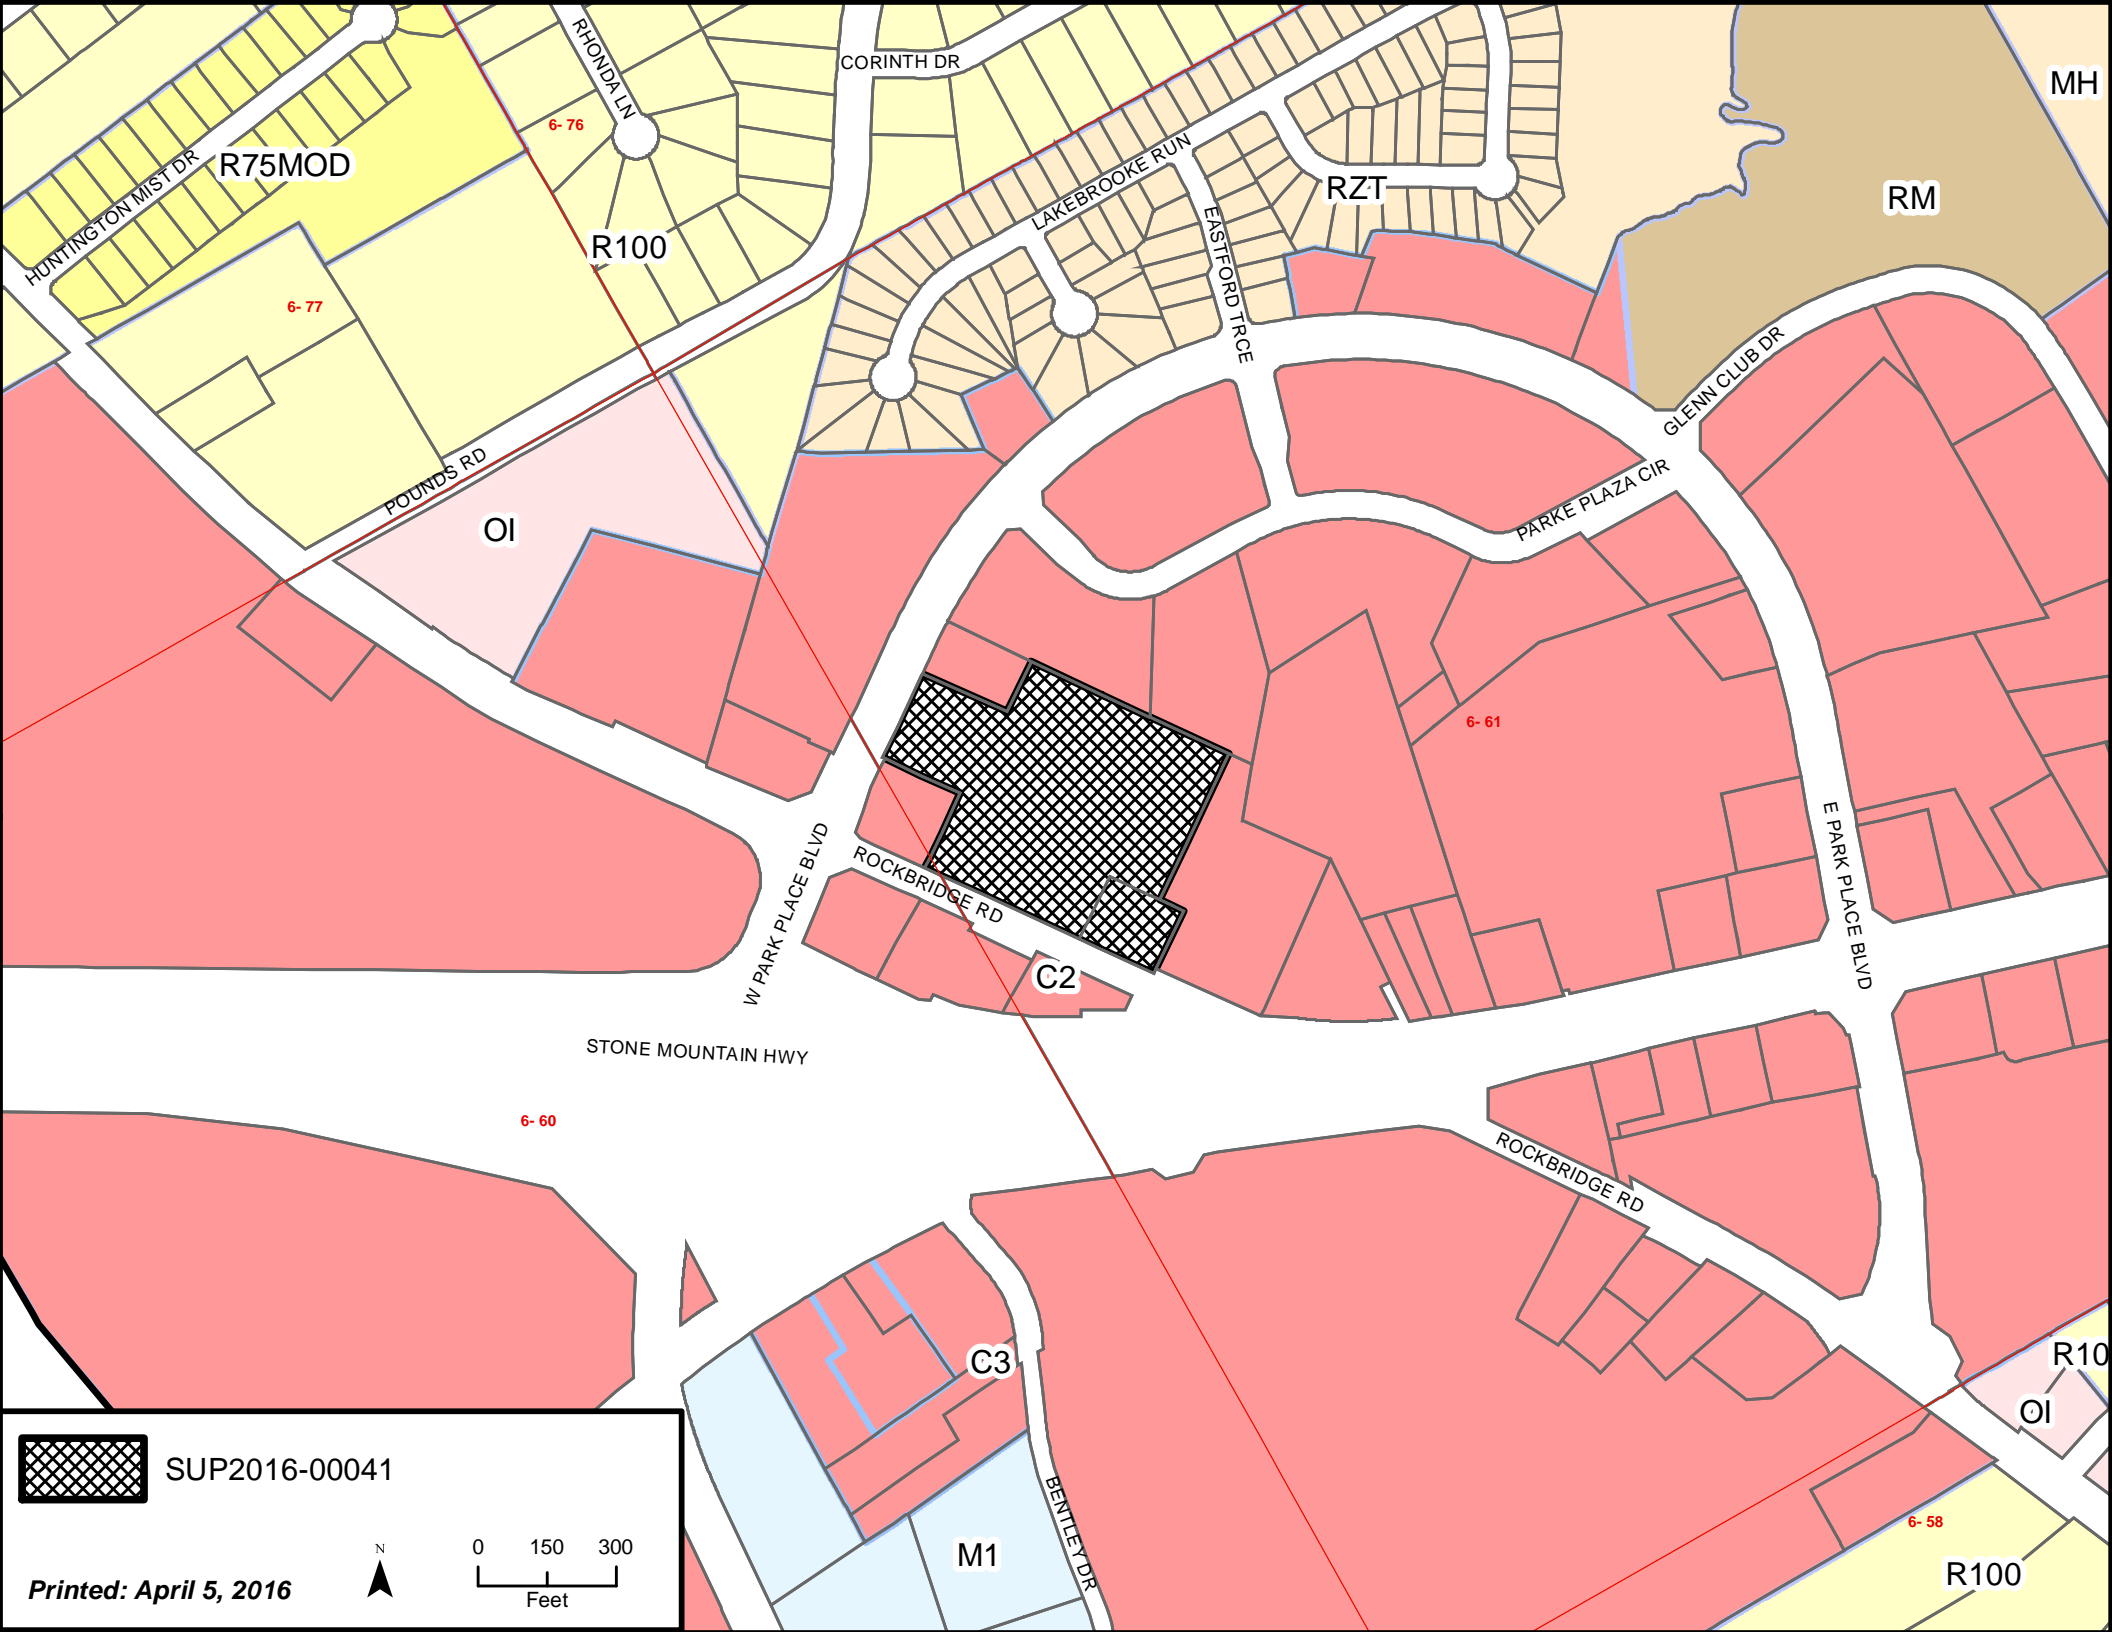 RHONDA LN
CORINTH DR
MH
6- 76
HUNTINGTON MIST DR
R75MOD
LAKEBROOKE RUN
RZT
RM
R100
EASTFORD TRCE
6- 77
GLENN CLUB DR
POUNDS RD
PARKE PLAZA CIR
OI
6- 61
W PARK PLACE BLVD
ROCKBRIDGE RD
E PARK PLACE BLVD
C2
STONE MOUNTAIN HWY
6- 60
ROCKBRIDGE RD
C3
R10
OI
BENTLEY DR
6- 58
M1
R100
SUP2016-00041
N
0 150 300
Feet
Printed: April 5, 2016